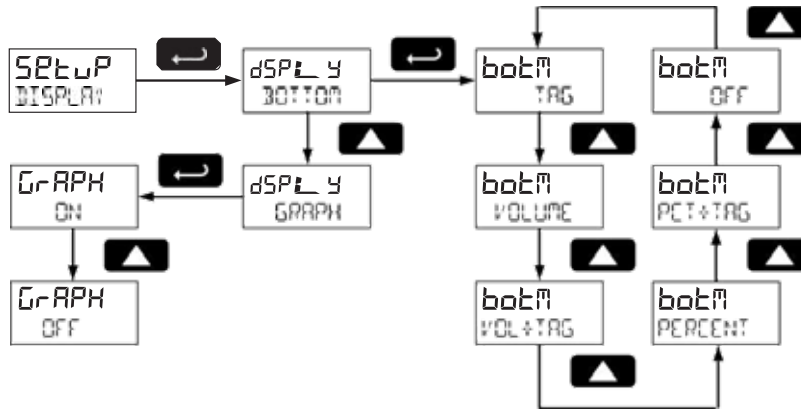 SEtuP
DISPLAY
dSPLY
BOTTOM
botM
TAG
botM
OFF
GrAPH
ON
dSPLY
GRAPH
botM
VOLUME
botM
PCT+TAG
GrAPH
OFF
botM
VOL+TAG
botM
PERCENT